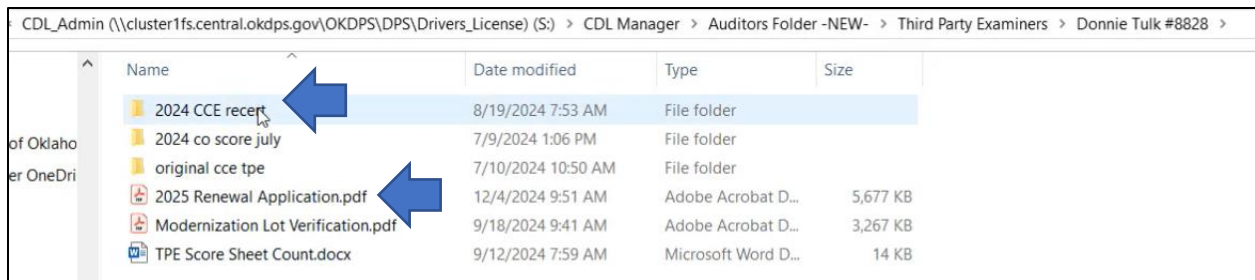 CDL_Admin (\\cluster1fs.central.okdps.gov\OKDPS\DPS\Drivers_License) (S:) > CDL Manager > Auditors Folder -NEW- > Third Party Examiners > Donnie Tulk #8828 >
Name Date modified Type Size
2024 CCE recert 8/19/2024 7:53 AM File folder
of Oklaho 2024 co score july 7/9/2024 1:06 PM File folder
er OneDri original cce tpe 7/10/2024 10:50 AM File folder
2025 Renewal Application.pdf 12/4/2024 9:51 AM Adobe Acrobat D... 5,677 KB
Modernization Lot Verification.pdf 9/18/2024 9:41 AM Adobe Acrobat D... 3,267 KB
TPE Score Sheet Count.docx 9/12/2024 7:59 AM Microsoft Word D... 14 KB